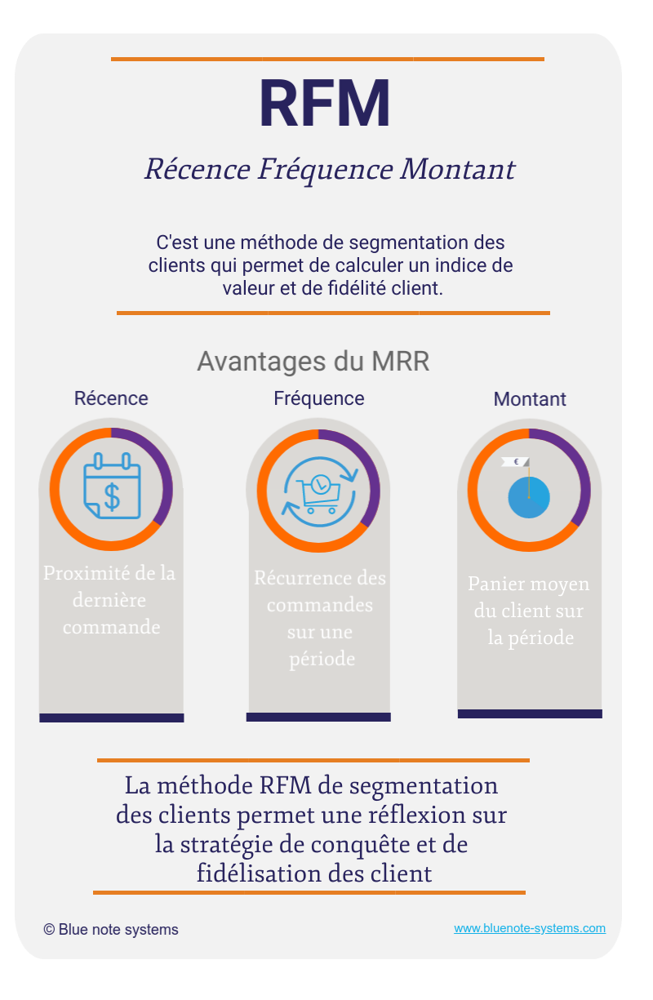 RFM
Récence Fréquence Montant
C'est une méthode de segmentation des
clients qui permet de calculer un indice de
valeur et de fidélité client.
Avantages du MRR
Récence
Fréquence
Montant
$
€
Proximité de la
dernière
commande
Récurrence des
commandes
sur une
période
Panier moyen
du client sur
la période
La méthode RFM de segmentation
des clients permet une réflexion sur
la stratégie de conquête et de
fidélisation des client
© Blue note systems
www.bluenote-systems.com